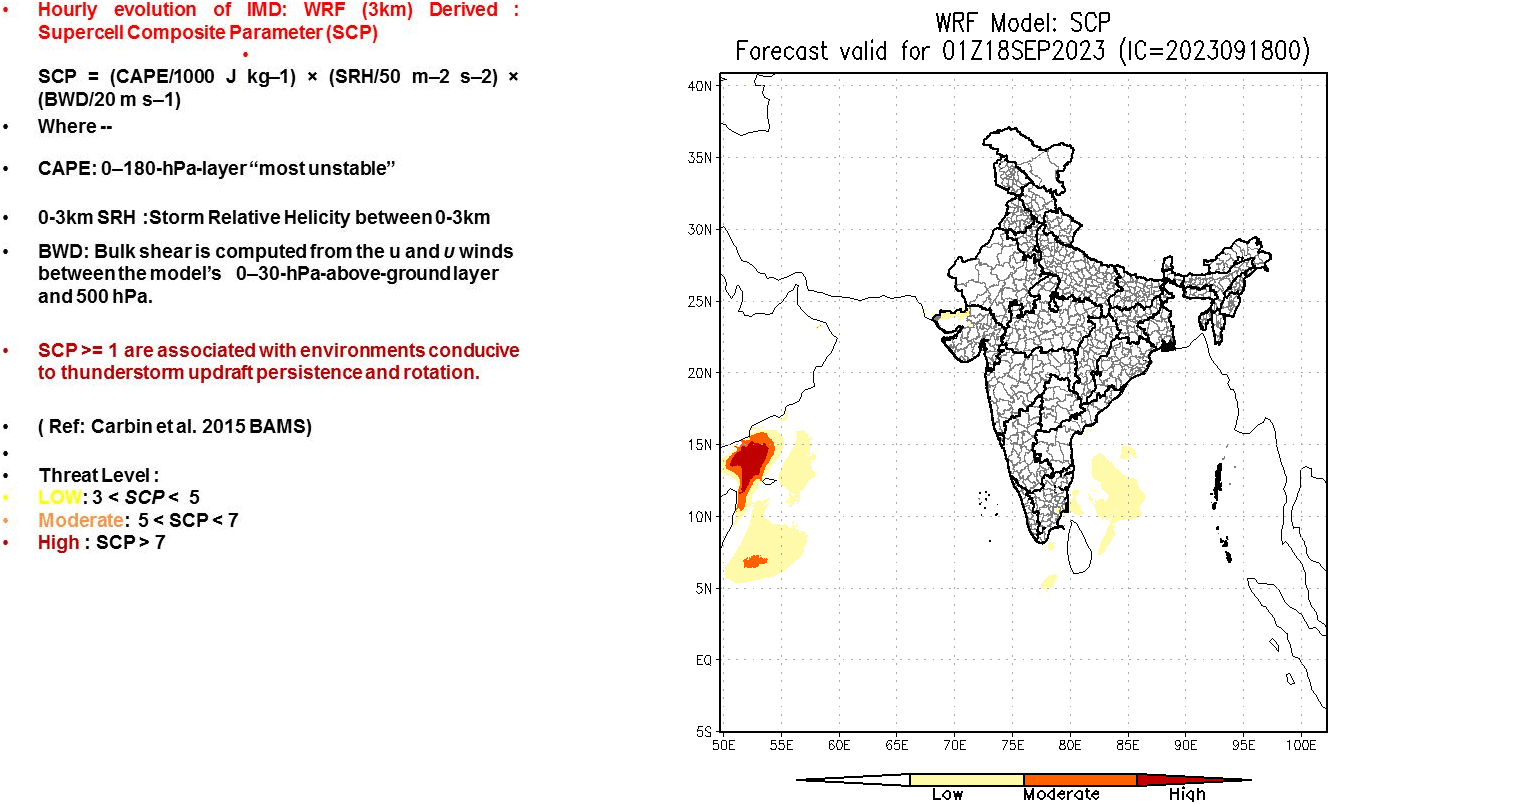 • Hourly evolution of IMD: WRF (3km) Derived :
Supercell Composite Parameter (SCP)
•
SCP = (CAPE/1000 J kg–1) × (SRH/50 m–2 s–2) ×
(BWD/20 m s–1)
• Where --
• CAPE: 0–180-hPa-layer “most unstable”
• 0-3km SRH :Storm Relative Helicity between 0-3km
• BWD: Bulk shear is computed from the u and υ winds
between the model’s 0–30-hPa-above-ground layer
and 500 hPa.
• SCP >= 1 are associated with environments conducive
to thunderstorm updraft persistence and rotation.
• ( Ref: Carbin et al. 2015 BAMS)
•
• Threat Level :
• LOW: 3 < SCP < 5
• Moderate: 5 < SCP < 7
• High : SCP > 7
WRF Model: SCP
Forecast valid for 01Z18SEP2023 (IC=2023091800)
40N
35N
30N
25N
20N
15N
10N
5N
EQ
5S
50E 55E 60E 65E 70E 75E 80E 85E 90E 95E 100E
Low Moderate High